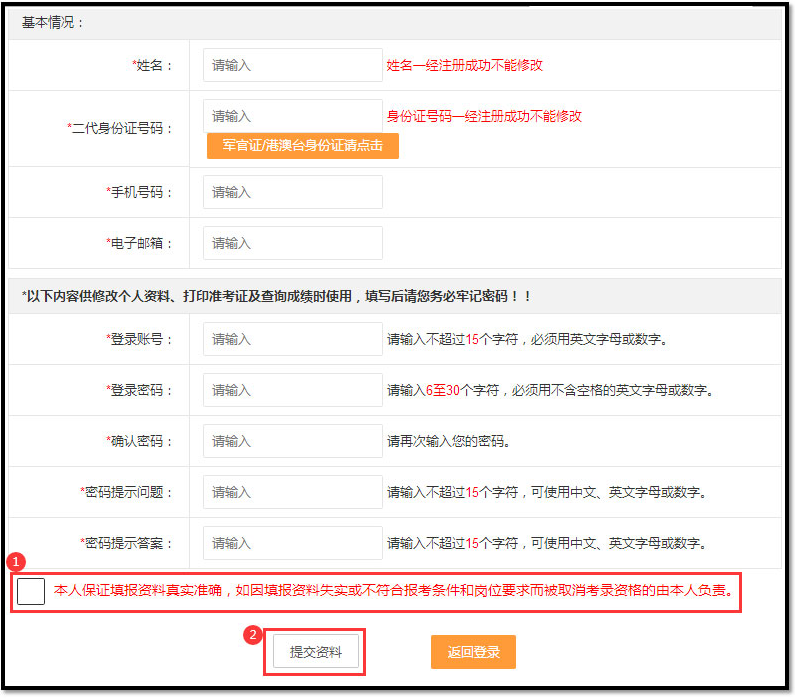 基本情况：
*姓名： 请输入 姓名一经注册成功不能修改
*二代身份证号码： 请输入 身份证号码一经注册成功不能修改
军官证/港澳台身份证请点击
*手机号码： 请输入
*电子邮箱： 请输入
*以下内容供修改个人资料、打印准考证及查询成绩时使用，填写后请您务必牢记密码！！
*登录账号： 请输入 请输入不超过15个字符，必须用英文字母或数字。
*登录密码： 请输入 请输入6至30个字符，必须用不含空格的英文字母或数字。
*确认密码： 请输入 请再次输入您的密码。
*密码提示问题： 请输入 请输入不超过15个字符，可使用中文、英文字母或数字。
*密码提示答案： 请输入 请输入不超过15个字符，可使用中文、英文字母或数字。
1
本人保证填报资料真实准确，如因填报资料失实或不符合报考条件和岗位要求而被取消考录资格的由本人负责。
2 提交资料 返回登录